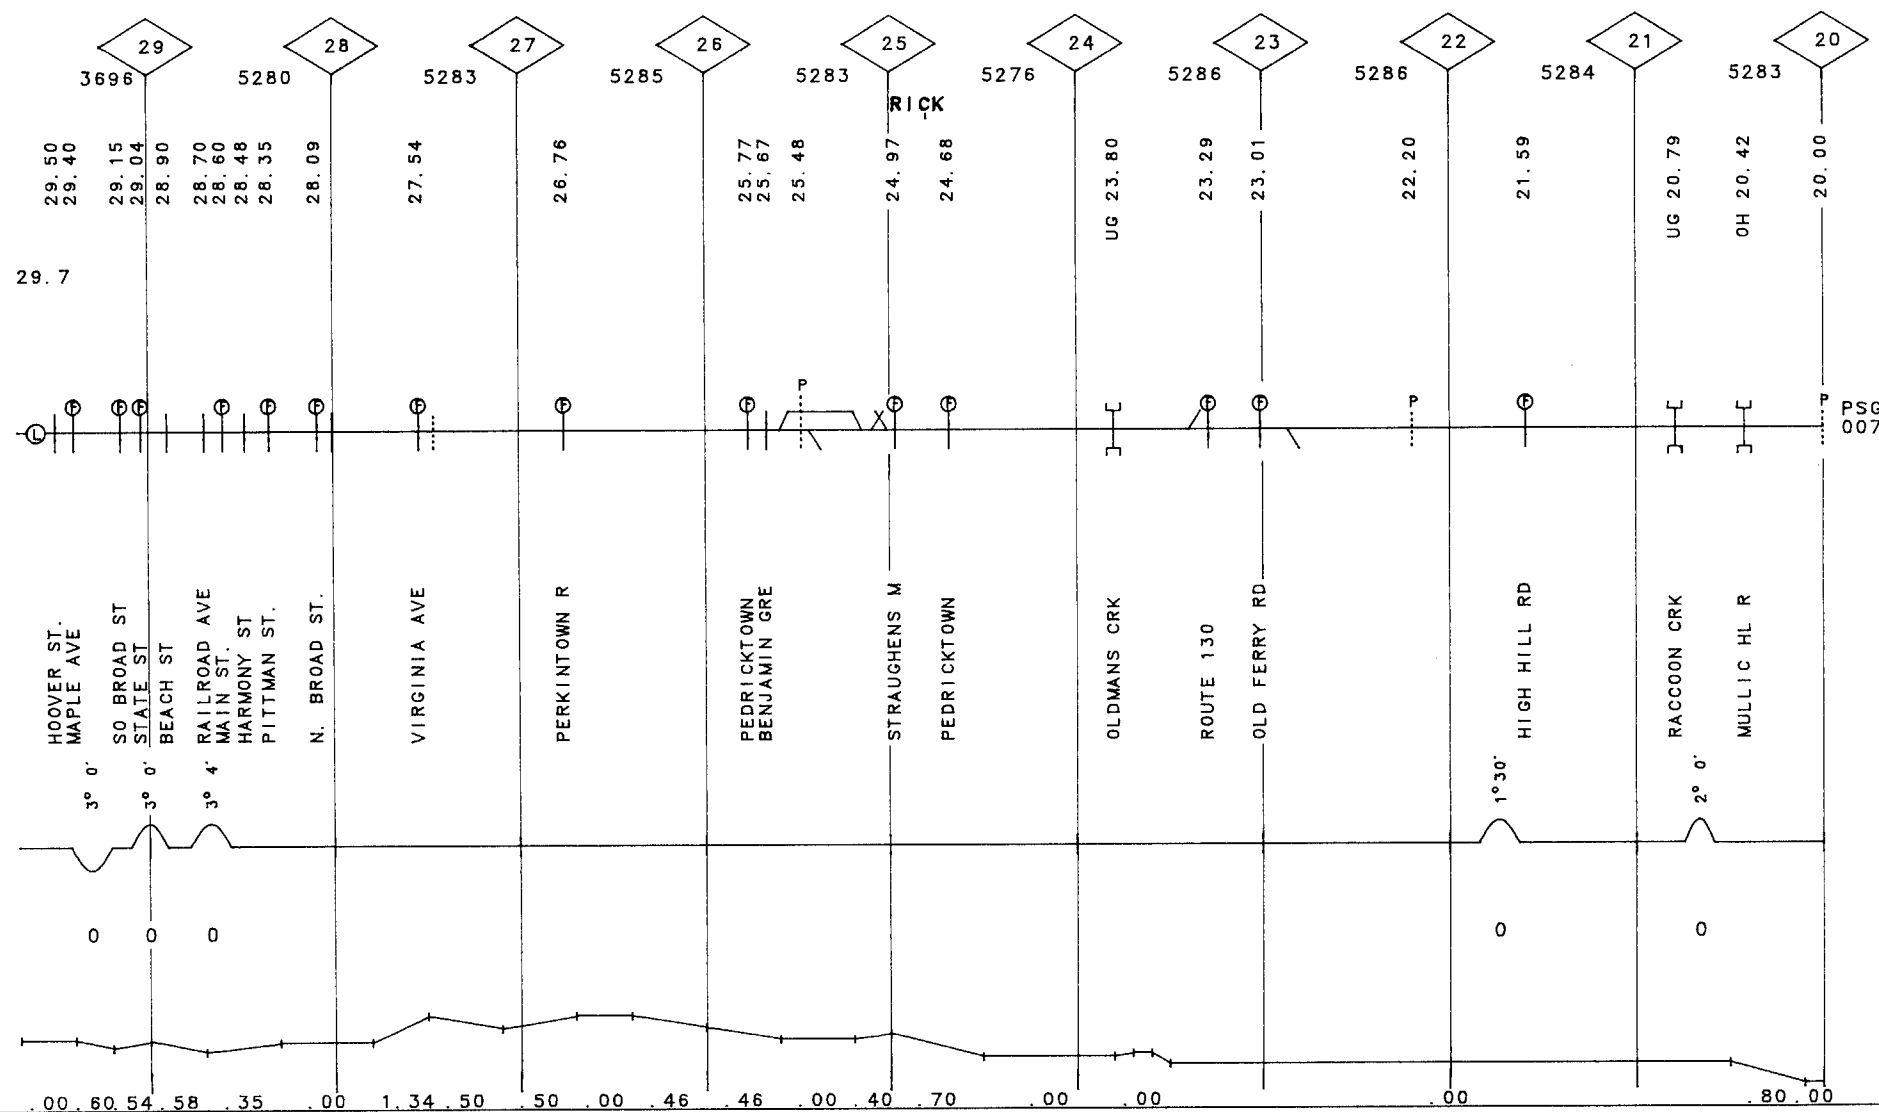 29 28 27 26 25 24 23 22 21 20
3696 5280 5283 5285 5283 5276 5286 5286 5284 5283
RICK
29.50
29.40
29.15
29.04
28.90
28.70
28.60
28.48
28.35
28.09
27.54
26.76
25.77
25.67
25.48
24.97
24.68
UG 23.80
23.29
23.01
22.20
21.59
UG 20.79
OH 20.42
20.00
29.7
L F F F F F F F F F P F F F F P F P
PSG
007
HOOVER ST.
MAPLE AVE
SO BROAD ST
STATE ST
BEACH ST
RAILROAD AVE
MAIN ST.
HARMONY ST
PITTMAN ST.
N. BROAD ST.
VIRGINIA AVE
PERKINTOWN R
PEDRICKTOWN
BENJAMIN GRE
STRAUGHENS M
PEDRICKTOWN
OLDMANS CRK
ROUTE 130
OLD FERRY RD
HIGH HILL RD
RACCOON CRK
MULLIC HL R
3° 0' 3° 0' 3° 4' 1°30' 2° 0'
0 0 0 0 0
.00 .60 .54 .58 .35 .00 1.34 .50 .50 .00 .46 .46 .00 .40 .70 .00 .00 .00 .80 .00